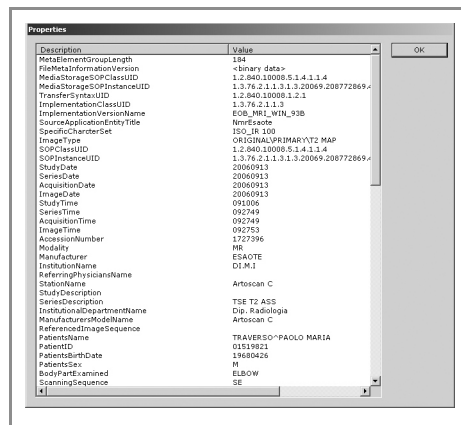 Properties
Description Value
OK
MetaElementGroupLength 184
FileMetaInformationVersion <binary data>
MediaStorageSOPClassUID 1.2.840.10008.5.1.4.1.1.4
MediaStorageSOPInstanceUID 1.3.76.2.1.1.3.1.3.20069.208772869.4
TransferSyntaxUID 1.2.840.10008.1.2.1
ImplementationClassUID 1.3.76.2.1.1.3
ImplementationVersionName EOB_MRI_WIN_93B
SourceApplicationEntityTitle NmrEsaote
SpecificCharcterSet ISO_IR 100
ImageType ORIGINAL\PRIMARY\T2 MAP
SOPClassUID 1.2.840.10008.5.1.4.1.1.4
SOPInstanceUID 1.3.76.2.1.1.3.1.3.20069.208772869.4
StudyDate 20060913
SeriesDate 20060913
AcquisitionDate 20060913
ImageDate 20060913
StudyTime 091006
SeriesTime 092749
AcquisitionTime 092749
ImageTime 092753
AccessionNumber 1727396
Modality MR
Manufacturer ESAOTE
InstitutionName DI.M.I
ReferringPhysiciansName
StationName Artoscan C
StudyDescription
SeriesDescription TSE T2 ASS
InstitutionalDepartmentName Dip. Radiologia
ManufacturersModelName Artoscan C
ReferencedImageSequence
PatientsName TRAVERSO^PAOLO MARIA
PatientID 01519821
PatientsBirthDate 19680426
PatientsSex M
BodyPartExamined ELBOW
ScanningSequence SE